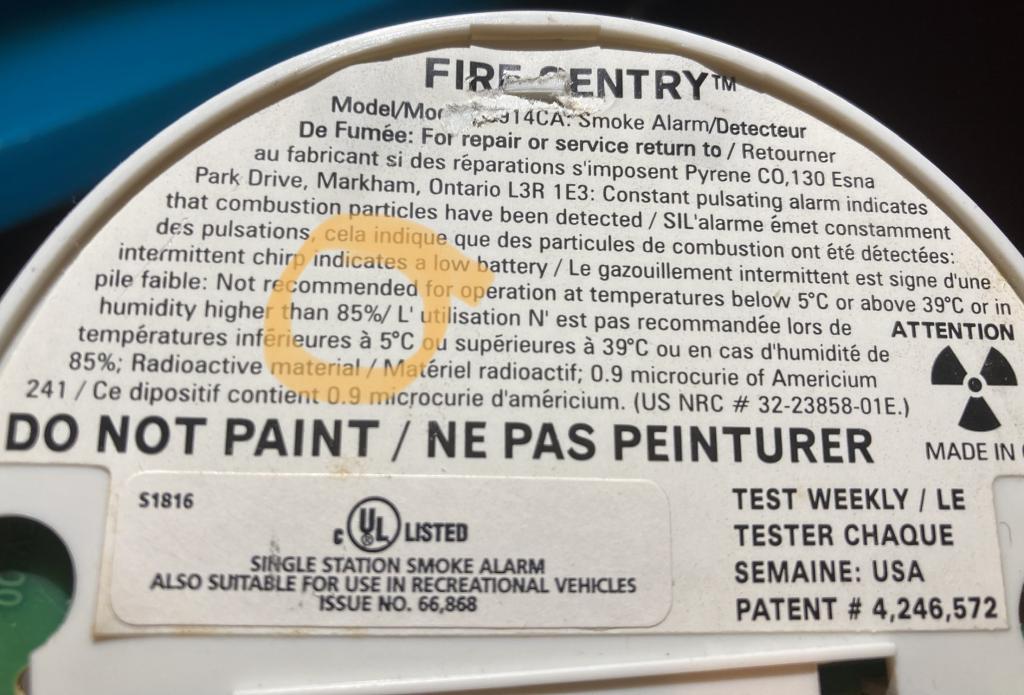 FIRE SENTRY™
Smoke Alarm/Detecteur
De Fumée: For repair or service return to / Retourner
au fabricant si des réparations s'imposent Pyrene CO,130 Esna
Park Drive, Markham, Ontario L3R 1E3: Constant pulsating alarm indicates
that combustion particles have been detected / SIL'alarme émet constamment
des pulsations, cela indique que des particules de combustion ont été détectées:
intermittent chirp indicates a low battery / Le gazouillement intermittent est signe d'une
pile faible: Not recommended for operation at temperatures below 5°C or above 39°C or in
humidity higher than 85%/ L' utilisation N' est pas recommandée lors de
températures inférieures à 5°C ou supérieures à 39°C ou en cas d'humidité de
85%; Radioactive material / Matériel radioactif; 0.9 microcurie of Americium
241 / Ce dipositif contient 0.9 microcurie d'américium. (US NRC # 32-23858-01E.)
ATTENTION
MADE IN
DO NOT PAINT / NE PAS PEINTURER
S1816
c UL ® LISTED
SINGLE STATION SMOKE ALARM
ALSO SUITABLE FOR USE IN RECREATIONAL VEHICLES
ISSUE NO. 66,868
TEST WEEKLY / LE
TESTER CHAQUE
SEMAINE: USA
PATENT # 4,246,572